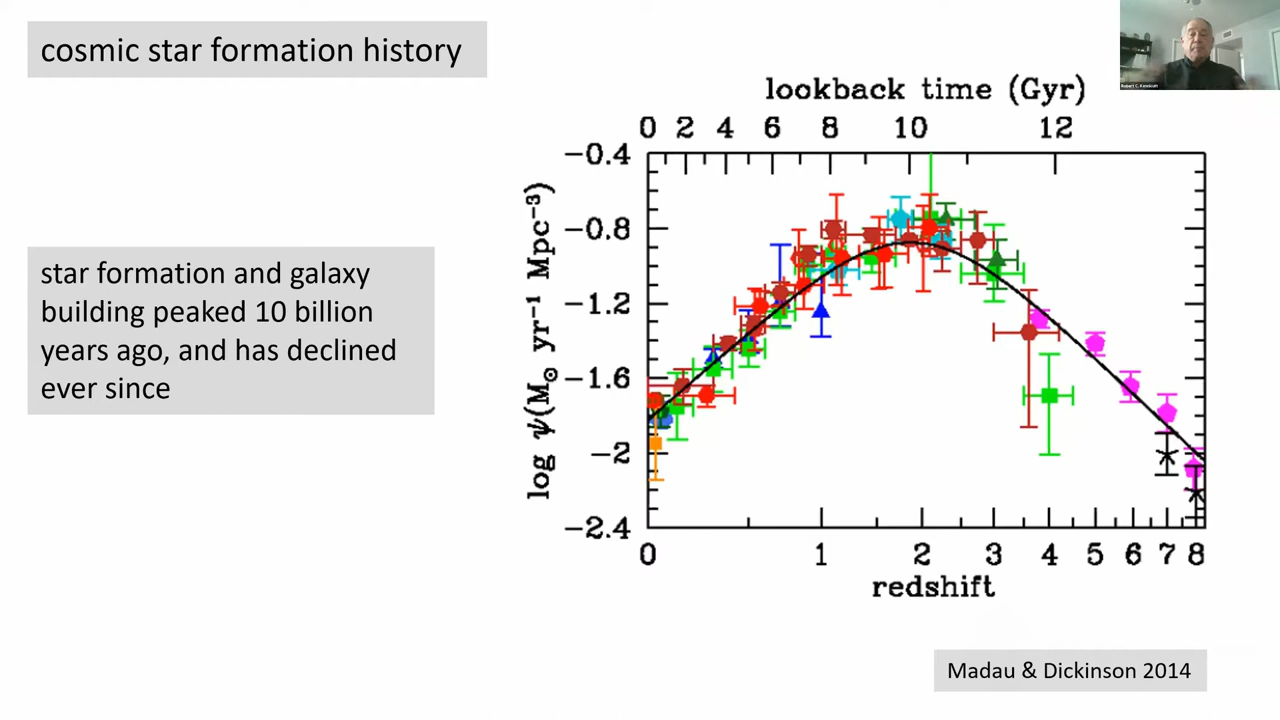 cosmic star formation history
star formation and galaxy
building peaked 10 billion
years ago, and has declined
ever since
lookback time (Gyr)
0 2 4 6 8 10 12
log ψ(M⊙ yr⁻¹ Mpc⁻³)
−0.4
−0.8
−1.2
−1.6
−2
−2.4
0 1 2 3 4 5 6 7 8
redshift
Madau & Dickinson 2014